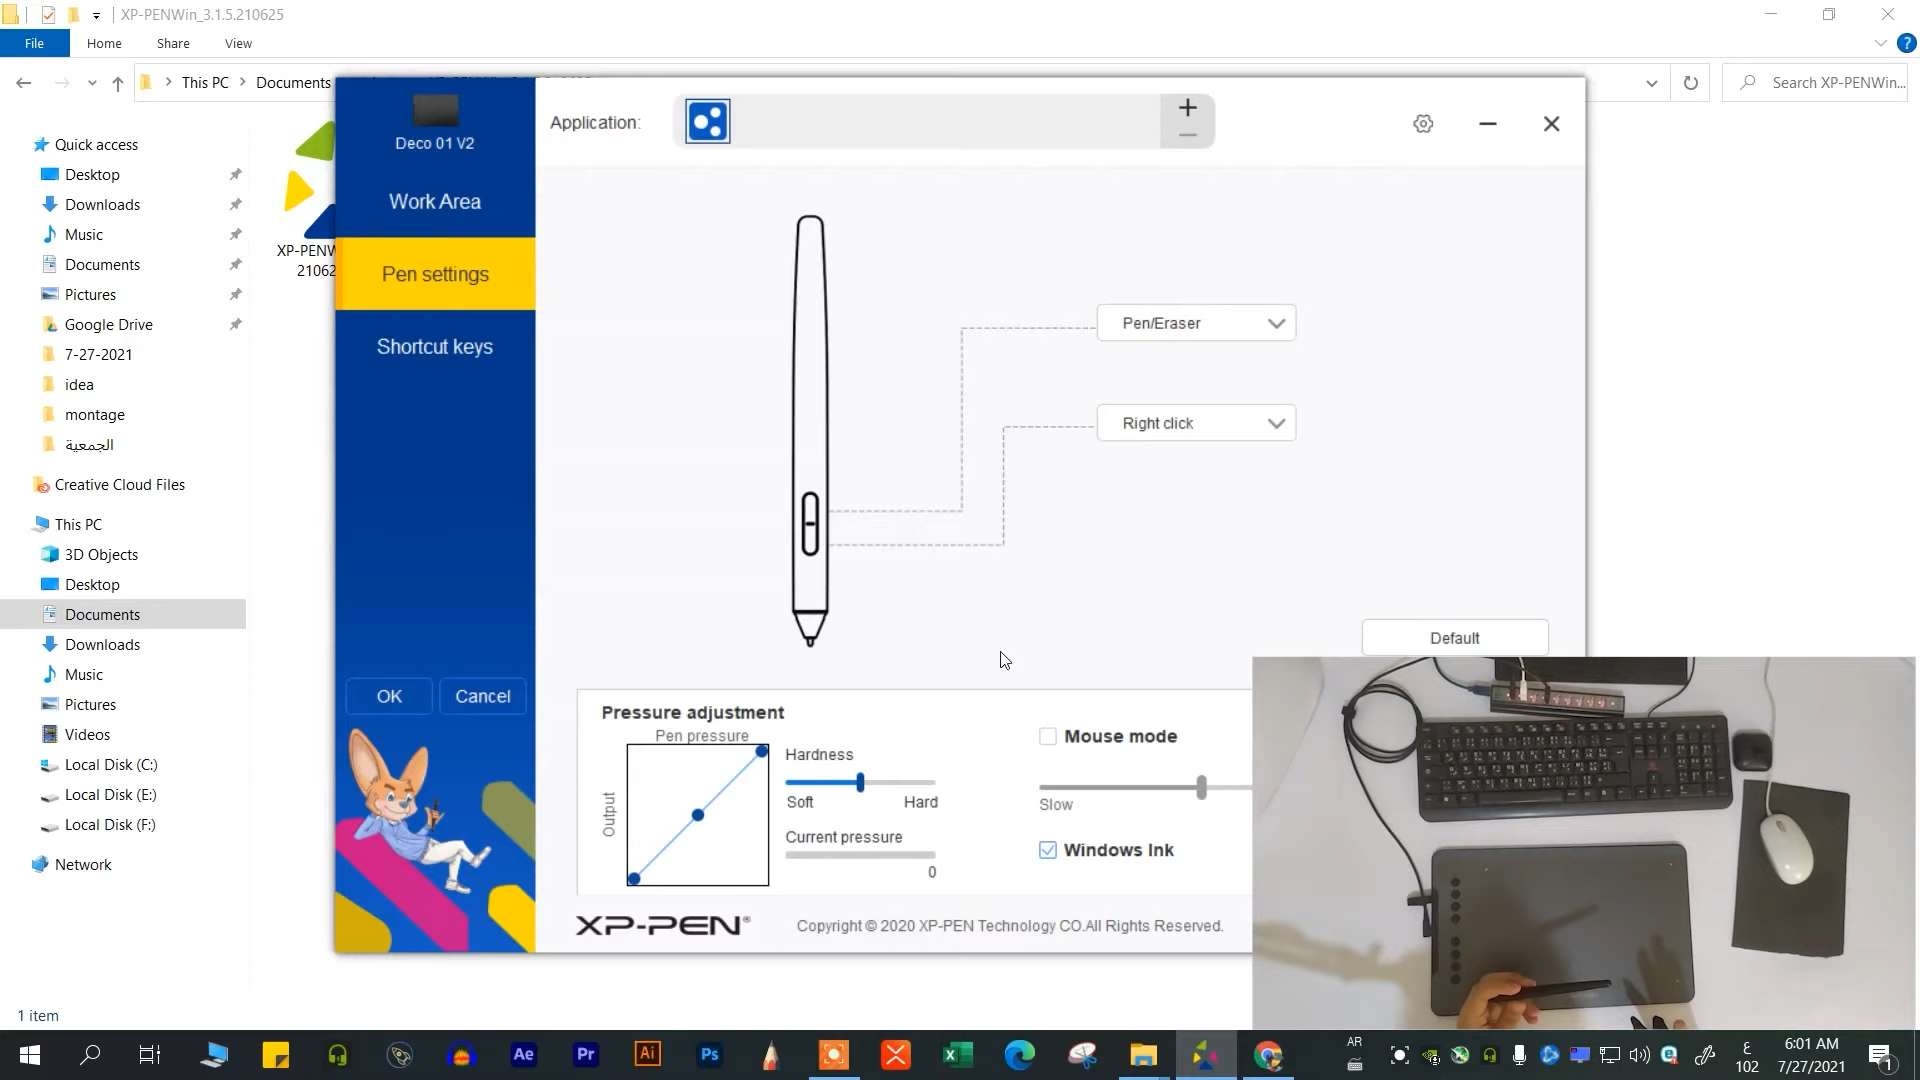 XP-PENWin_3.1.5.210625
File
Home
Share
View
This PC
Documents
Search XP-PENWin...
Quick access
Desktop
Downloads
Music
Documents
Pictures
Google Drive
7-27-2021
idea
montage
الجمعية
Creative Cloud Files
This PC
3D Objects
Desktop
Documents
Downloads
Music
Pictures
Videos
Local Disk (C:)
Local Disk (E:)
Local Disk (F:)
Network
1 item
XP-PENW
21062
Deco 01 V2
Work Area
Pen settings
Shortcut keys
OK
Cancel
Application:
Pen/Eraser
Right click
Default
Pressure adjustment
Pen pressure
Output
Hardness
Soft
Hard
Current pressure
0
Mouse mode
Slow
Windows Ink
XP-PEN®
Copyright © 2020 XP-PEN Technology CO.All Rights Reserved.
Ae
Pr
Ai
Ps
AR
ع
102
6:01 AM
7/27/2021
1